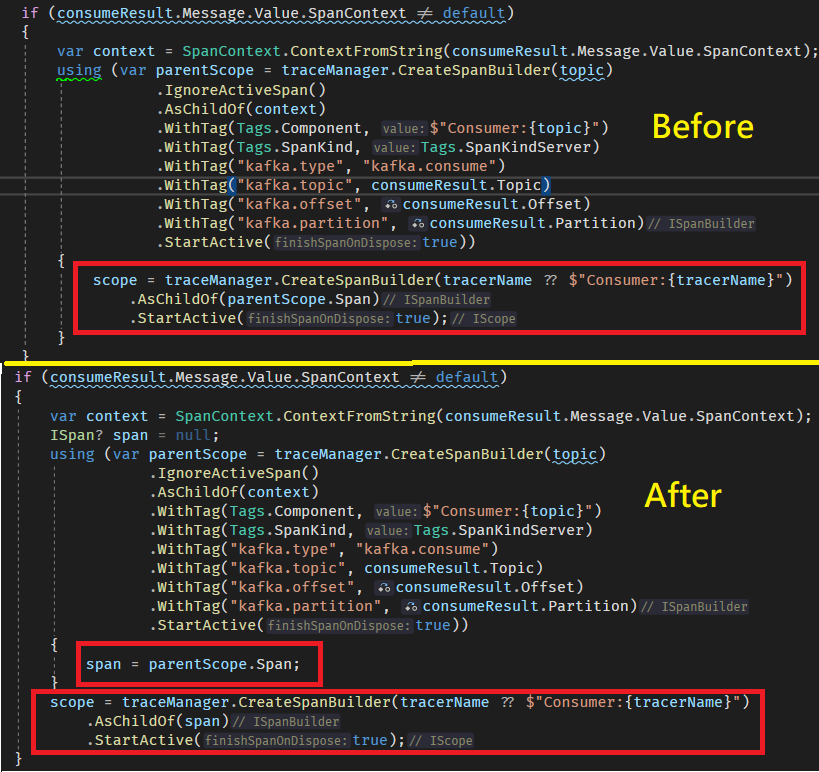 if (consumeResult.Message.Value.SpanContext ≠ default)
{
var context = SpanContext.ContextFromString(consumeResult.Message.Value.SpanContext);
using (var parentScope = traceManager.CreateSpanBuilder(topic)
.IgnoreActiveSpan()
.AsChildOf(context)
Before
.WithTag(Tags.Component, value: $"Consumer:{topic}")
.WithTag(Tags.SpanKind, value: Tags.SpanKindServer)
.WithTag("kafka.type", "kafka.consume")
.WithTag("kafka.topic", consumeResult.Topic)
.WithTag("kafka.offset", consumeResult.Offset)
.WithTag("kafka.partition", consumeResult.Partition) // ISpanBuilder
.StartActive(finishSpanOnDispose: true))
{
scope = traceManager.CreateSpanBuilder(tracerName ?? $"Consumer:{tracerName}")
.AsChildOf(parentScope.Span) // ISpanBuilder
.StartActive(finishSpanOnDispose: true); // IScope
}
}
if (consumeResult.Message.Value.SpanContext ≠ default)
{
var context = SpanContext.ContextFromString(consumeResult.Message.Value.SpanContext);
ISpan? span = null;
using (var parentScope = traceManager.CreateSpanBuilder(topic)
.IgnoreActiveSpan()
.AsChildOf(context)
After
.WithTag(Tags.Component, value: $"Consumer:{topic}")
.WithTag(Tags.SpanKind, value: Tags.SpanKindServer)
.WithTag("kafka.type", "kafka.consume")
.WithTag("kafka.topic", consumeResult.Topic)
.WithTag("kafka.offset", consumeResult.Offset)
.WithTag("kafka.partition", consumeResult.Partition) // ISpanBuilder
.StartActive(finishSpanOnDispose: true))
{
span = parentScope.Span;
}
scope = traceManager.CreateSpanBuilder(tracerName ?? $"Consumer:{tracerName}")
.AsChildOf(span) // ISpanBuilder
.StartActive(finishSpanOnDispose: true); // IScope
}